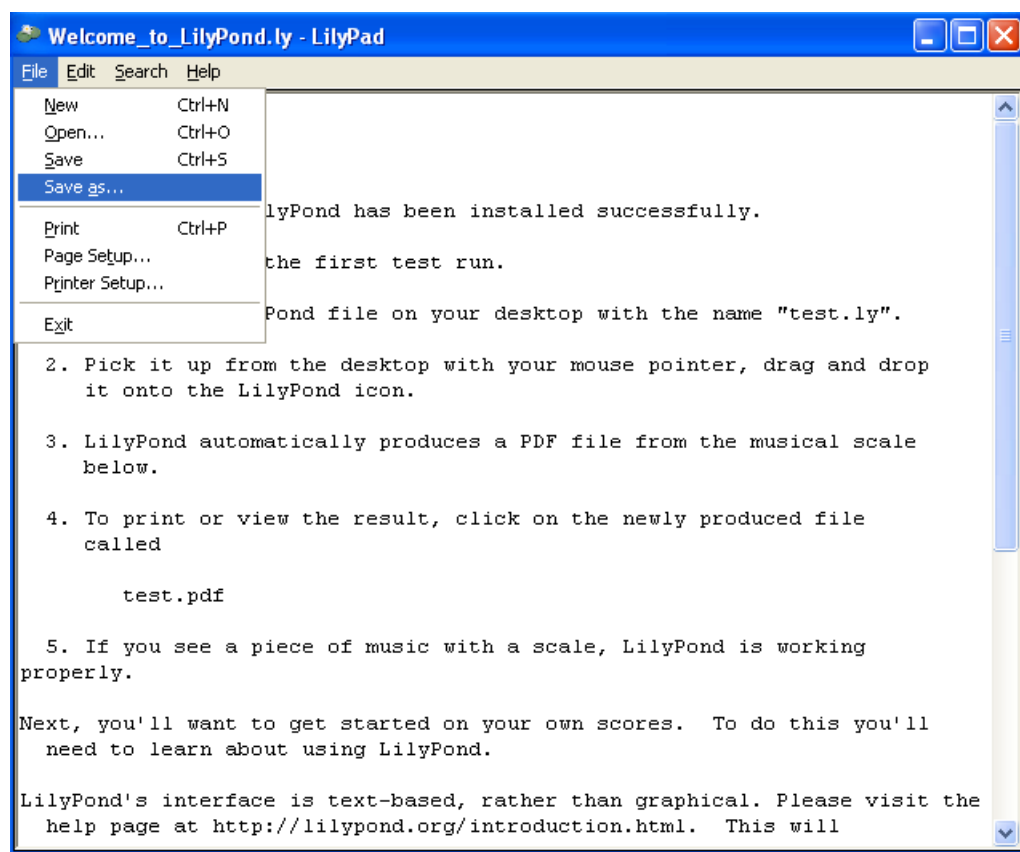 Welcome_to_LilyPond.ly - LilyPad
File Edit Search Help
New Ctrl+N
Open... Ctrl+O
Save Ctrl+S
Save as...
Print Ctrl+P
Page Setup...
Printer Setup...
Exit
lyPond has been installed successfully.
the first test run.
Pond file on your desktop with the name "test.ly".
2. Pick it up from the desktop with your mouse pointer, drag and drop
it onto the LilyPond icon.
3. LilyPond automatically produces a PDF file from the musical scale
below.
4. To print or view the result, click on the newly produced file
called
test.pdf
5. If you see a piece of music with a scale, LilyPond is working
properly.
Next, you'll want to get started on your own scores.  To do this you'll
need to learn about using LilyPond.
LilyPond's interface is text-based, rather than graphical. Please visit the
help page at http://lilypond.org/introduction.html.  This will